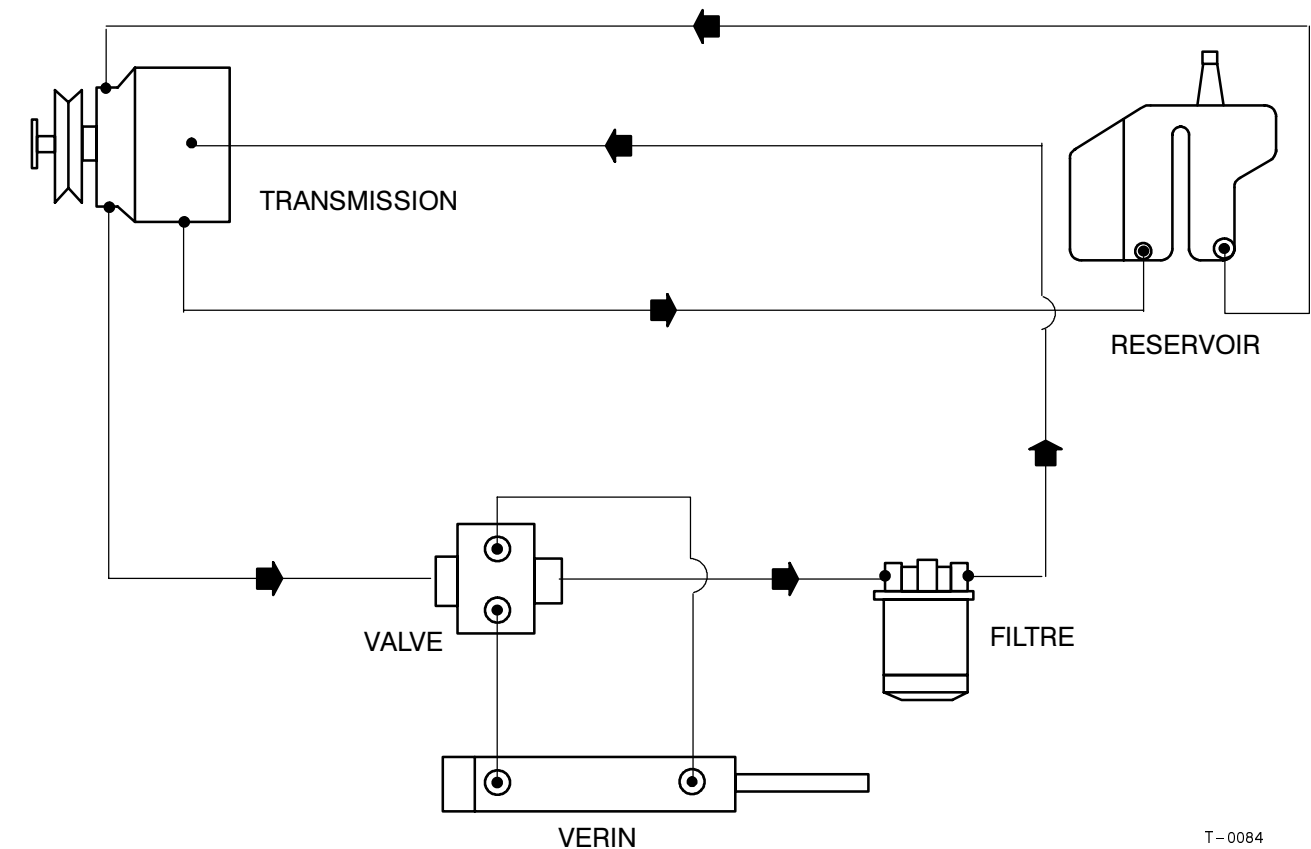 TRANSMISSION
RESERVOIR
VALVE
FILTRE
VERIN
T-0084